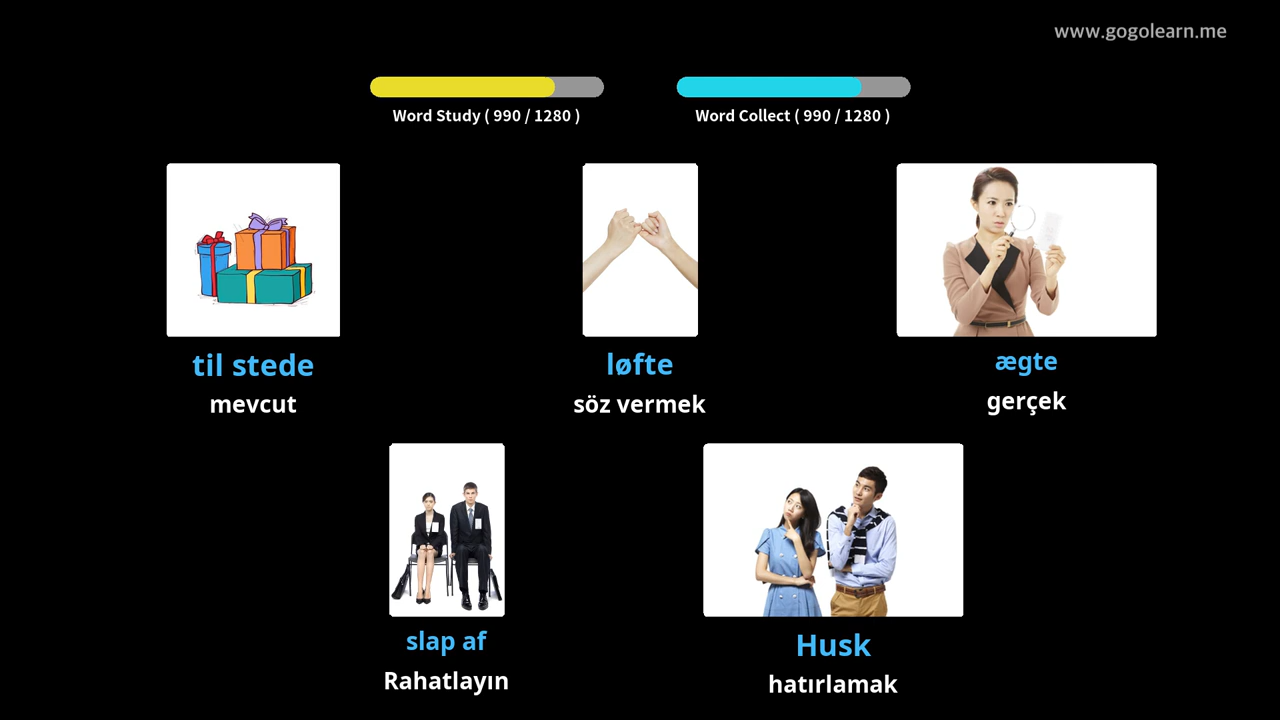 www.gogolearn.me
Word Study ( 990 / 1280 )
Word Collect ( 990 / 1280 )
til stede
mevcut
løfte
söz vermek
ægte
gerçek
slap af
Rahatlayın
Husk
hatırlamak